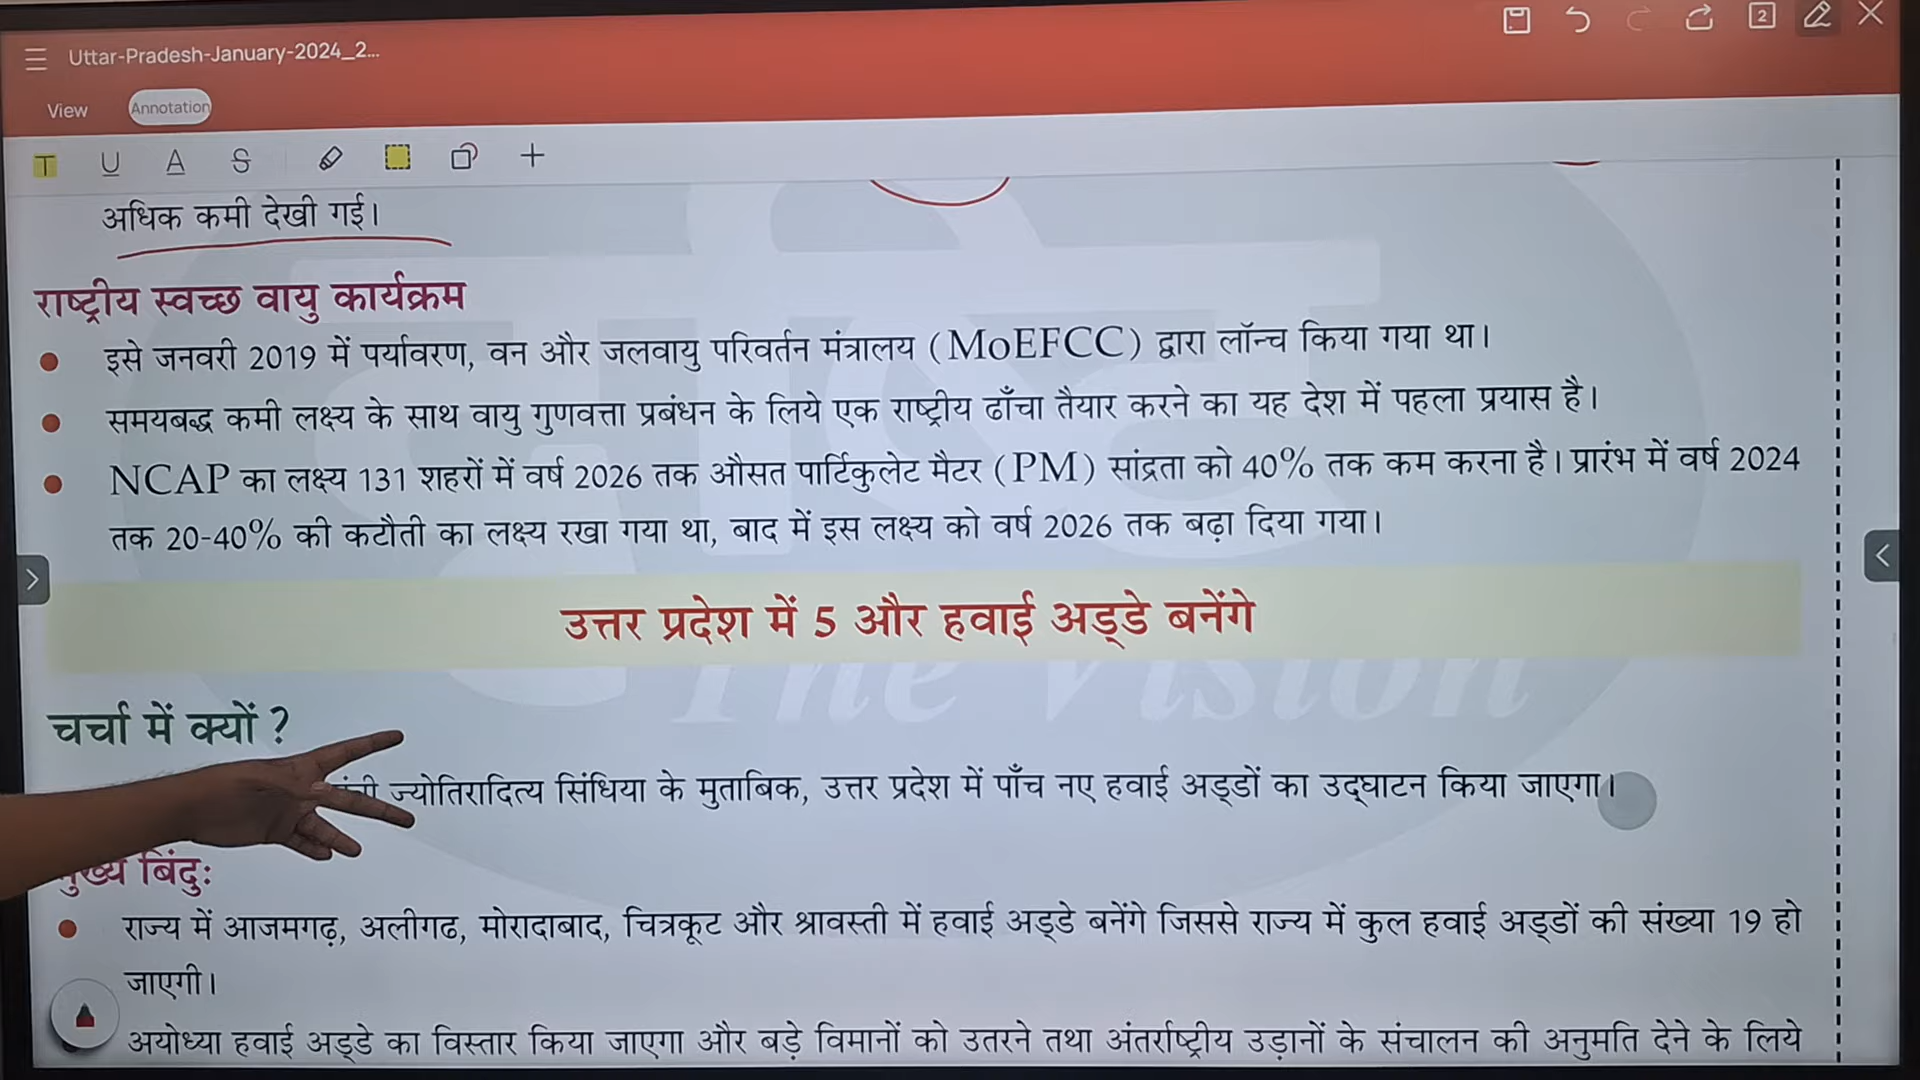 Uttar-Pradesh-January-2024_2...
2
View
Annotation
T U A S
अधिक कमी देखी गई।
राष्ट्रीय स्वच्छ वायु कार्यक्रम
इसे जनवरी 2019 में पर्यावरण, वन और जलवायु परिवर्तन मंत्रालय (MoEFCC) द्वारा लॉन्च किया गया था।
समयबद्ध कमी लक्ष्य के साथ वायु गुणवत्ता प्रबंधन के लिये एक राष्ट्रीय ढाँचा तैयार करने का यह देश में पहला प्रयास है।
NCAP का लक्ष्य 131 शहरों में वर्ष 2026 तक औसत पार्टिकुलेट मैटर (PM) सांद्रता को 40% तक कम करना है। प्रारंभ में वर्ष 2024
तक 20-40% की कटौती का लक्ष्य रखा गया था, बाद में इस लक्ष्य को वर्ष 2026 तक बढ़ा दिया गया।
उत्तर प्रदेश में 5 और हवाई अड्डे बनेंगे
The Vision
चर्चा में क्यों?
ज्योतिरादित्य सिंधिया के मुताबिक, उत्तर प्रदेश में पाँच नए हवाई अड्डों का उद्घाटन किया जाएगा।
मुख्य बिंदुः
राज्य में आजमगढ़, अलीगढ, मोरादाबाद, चित्रकूट और श्रावस्ती में हवाई अड्डे बनेंगे जिससे राज्य में कुल हवाई अड्डों की संख्या 19 हो
जाएगी।
अयोध्या हवाई अड्डे का विस्तार किया जाएगा और बड़े विमानों को उतरने तथा अंतर्राष्ट्रीय उड़ानों के संचालन की अनुमति देने के लिये